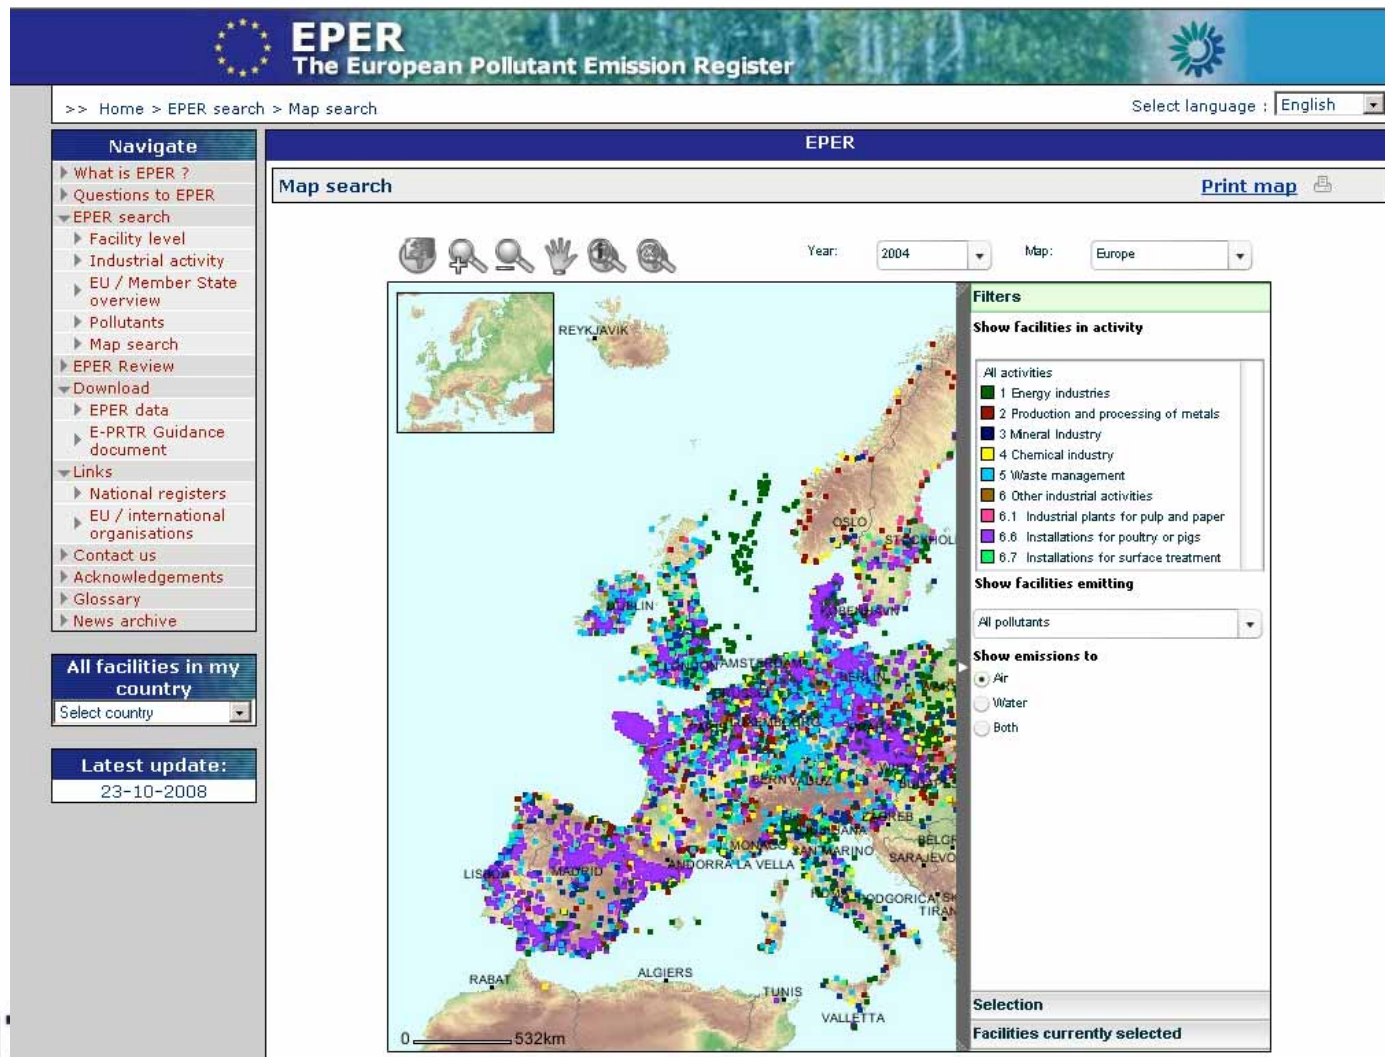 EPER
The European Pollutant Emission Register
>> Home > EPER search > Map search
Select language : English
Navigate
What is EPER ?
Questions to EPER
EPER search
Facility level
Industrial activity
EU / Member State
overview
Pollutants
Map search
EPER Review
Download
EPER data
E-PRTR Guidance
document
Links
National registers
EU / international
organisations
Contact us
Acknowledgements
Glossary
News archive
All facilities in my
country
Select country
Latest update:
23-10-2008
EPER
Map search
Print map
Year: 2004 Map: Europe
REYKJAVIK
OSLO
DUBLIN
LONDON AMSTERDAM
BERLIN
BERN VADUZ
ZAGREB
MONACO SAN MARINO
SARAJEVO
ANDORRA LA VELLA
MADRID
PODGORICA
RABAT
ALGIERS
TUNIS
VALLETTA
0 532km
Filters
Show facilities in activity
All activities
1 Energy industries
2 Production and processing of metals
3 Mineral Industry
4 Chemical industry
5 Waste management
6 Other industrial activities
6.1 Industrial plants for pulp and paper
6.6 Installations for poultry or pigs
6.7 Installations for surface treatment
Show facilities emitting
All pollutants
Show emissions to
Air
Water
Both
Selection
Facilities currently selected